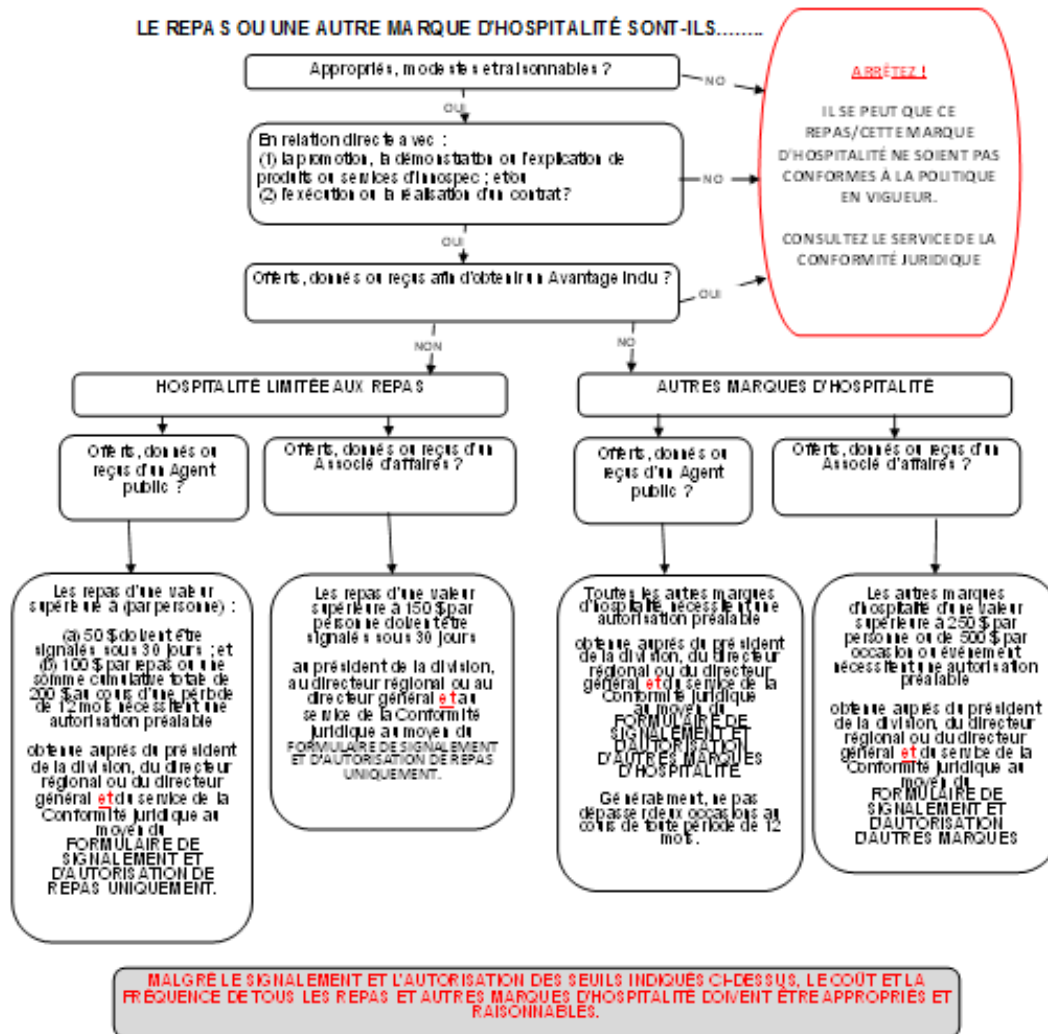 LE REPAS OU UNE AUTRE MARQUE D'HOSPITALITÉ SONT-ILS........
Appropriés, modestes et raisonnables ?
NO
OUI
En relation directe avec :
(1) la promotion, la démonstration ou l'explication de
produits ou services d'Innospec ; et/ou
(2) l'exécution ou la réalisation d'un contrat ?
NO
OUI
Offerts, donnés ou reçus afin d'obtenir un Avantage indu ?
OUI
ARRÊTEZ !
IL SE PEUT QUE CE
REPAS/CETTE MARQUE
D'HOSPITALITÉ NE SOIENT PAS
CONFORMES À LA POLITIQUE
EN VIGUEUR.
CONSULTEZ LE SERVICE DE LA
CONFORMITÉ JURIDIQUE
NON
NO
HOSPITALITÉ LIMITÉE AUX REPAS
AUTRES MARQUES D'HOSPITALITÉ
Offerts, donnés ou
reçus d'un Agent
public ?
Offerts, donnés ou reçus d'un
Associé d'affaires ?
Offerts, donnés ou
reçus d'un Agent
public ?
Offerts, donnés ou reçus d'un
Associé d'affaires ?
Les repas d'une valeur
supérieure à (par personne) :
(a) 50 $ doivent être
signalés sous 30 jours ; et
(b) 100 $ par repas ou une
somme cumulative totale de
200 $ au cours d'une période
de 12 mois nécessitent une
autorisation préalable
obtenue auprès du président
de la division, du directeur
régional ou du directeur
général et du service de la
Conformité juridique au
moyen du
FORMULAIRE DE
SIGNALEMENT ET
D'AUTORISATION DE
REPAS UNIQUEMENT.
Les repas d'une valeur
supérieure à 150 $ par
personne doivent être
signalés sous 30 jours
au président de la division,
au directeur régional ou au
directeur général et au
service de la Conformité
juridique au moyen du
FORMULAIRE DE SIGNALEMENT
ET D'AUTORISATION DE REPAS
UNIQUEMENT.
Toutes les autres marques
d'hospitalité nécessitent une
autorisation préalable
obtenue auprès du président
de la division, du directeur
régional ou du directeur
général et du service de la
Conformité juridique au
moyen du
FORMULAIRE DE
SIGNALEMENT ET
D'AUTORISATION
D'AUTRES MARQUES
D'HOSPITALITÉ.
Généralement, ne pas
dépasser deux occasions au
cours de toute période de 12
mois.
Les autres marques
d'hospitalité d'une valeur
supérieure à 250 $ par
personne ou de 500 $ par
occasion ou événement
nécessitent une autorisation
préalable
obtenue auprès du président
de la division, du directeur
régional ou du directeur
général et du service de la
Conformité juridique au
moyen du
FORMULAIRE DE
SIGNALEMENT ET
D'AUTORISATION
D'AUTRES MARQUES
MALGRÉ LE SIGNALEMENT ET L'AUTORISATION DES SEUILS INDIQUÉS CI-DESSUS, LE COÛT ET LA
FRÉQUENCE DE TOUS LES REPAS ET AUTRES MARQUES D'HOSPITALITÉ DOIVENT ÊTRE APPROPRIÉS ET
RAISONNABLES.